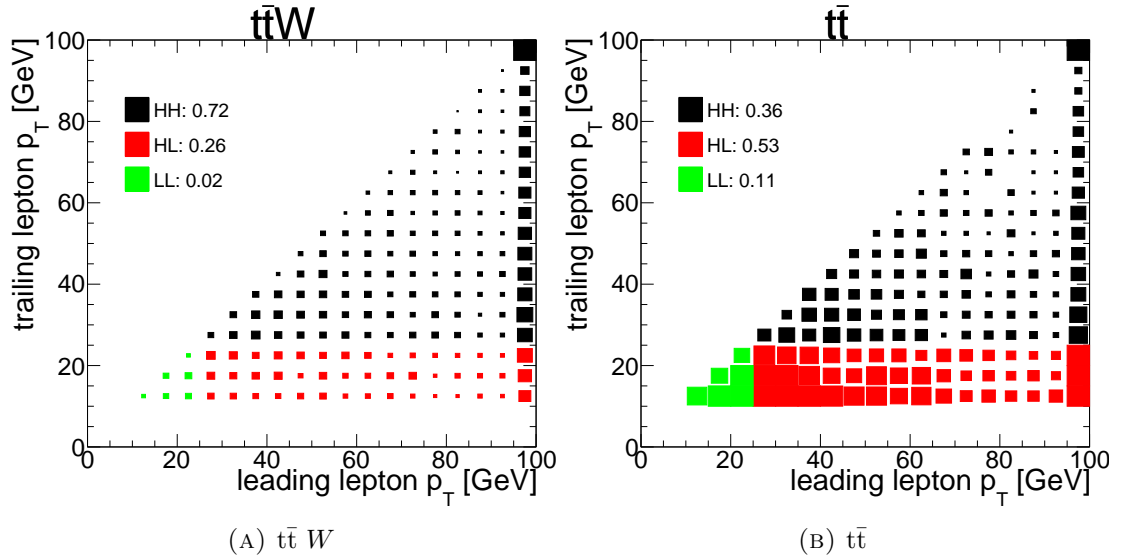 tt̄W
trailing lepton p_T [GeV]
100
80
60
40
20
0
HH: 0.72
HL: 0.26
LL: 0.02
0 20 40 60 80 100
leading lepton p_T [GeV]
(A) tt̄ W
tt̄
trailing lepton p_T [GeV]
100
80
60
40
20
0
HH: 0.36
HL: 0.53
LL: 0.11
0 20 40 60 80 100
leading lepton p_T [GeV]
(B) tt̄